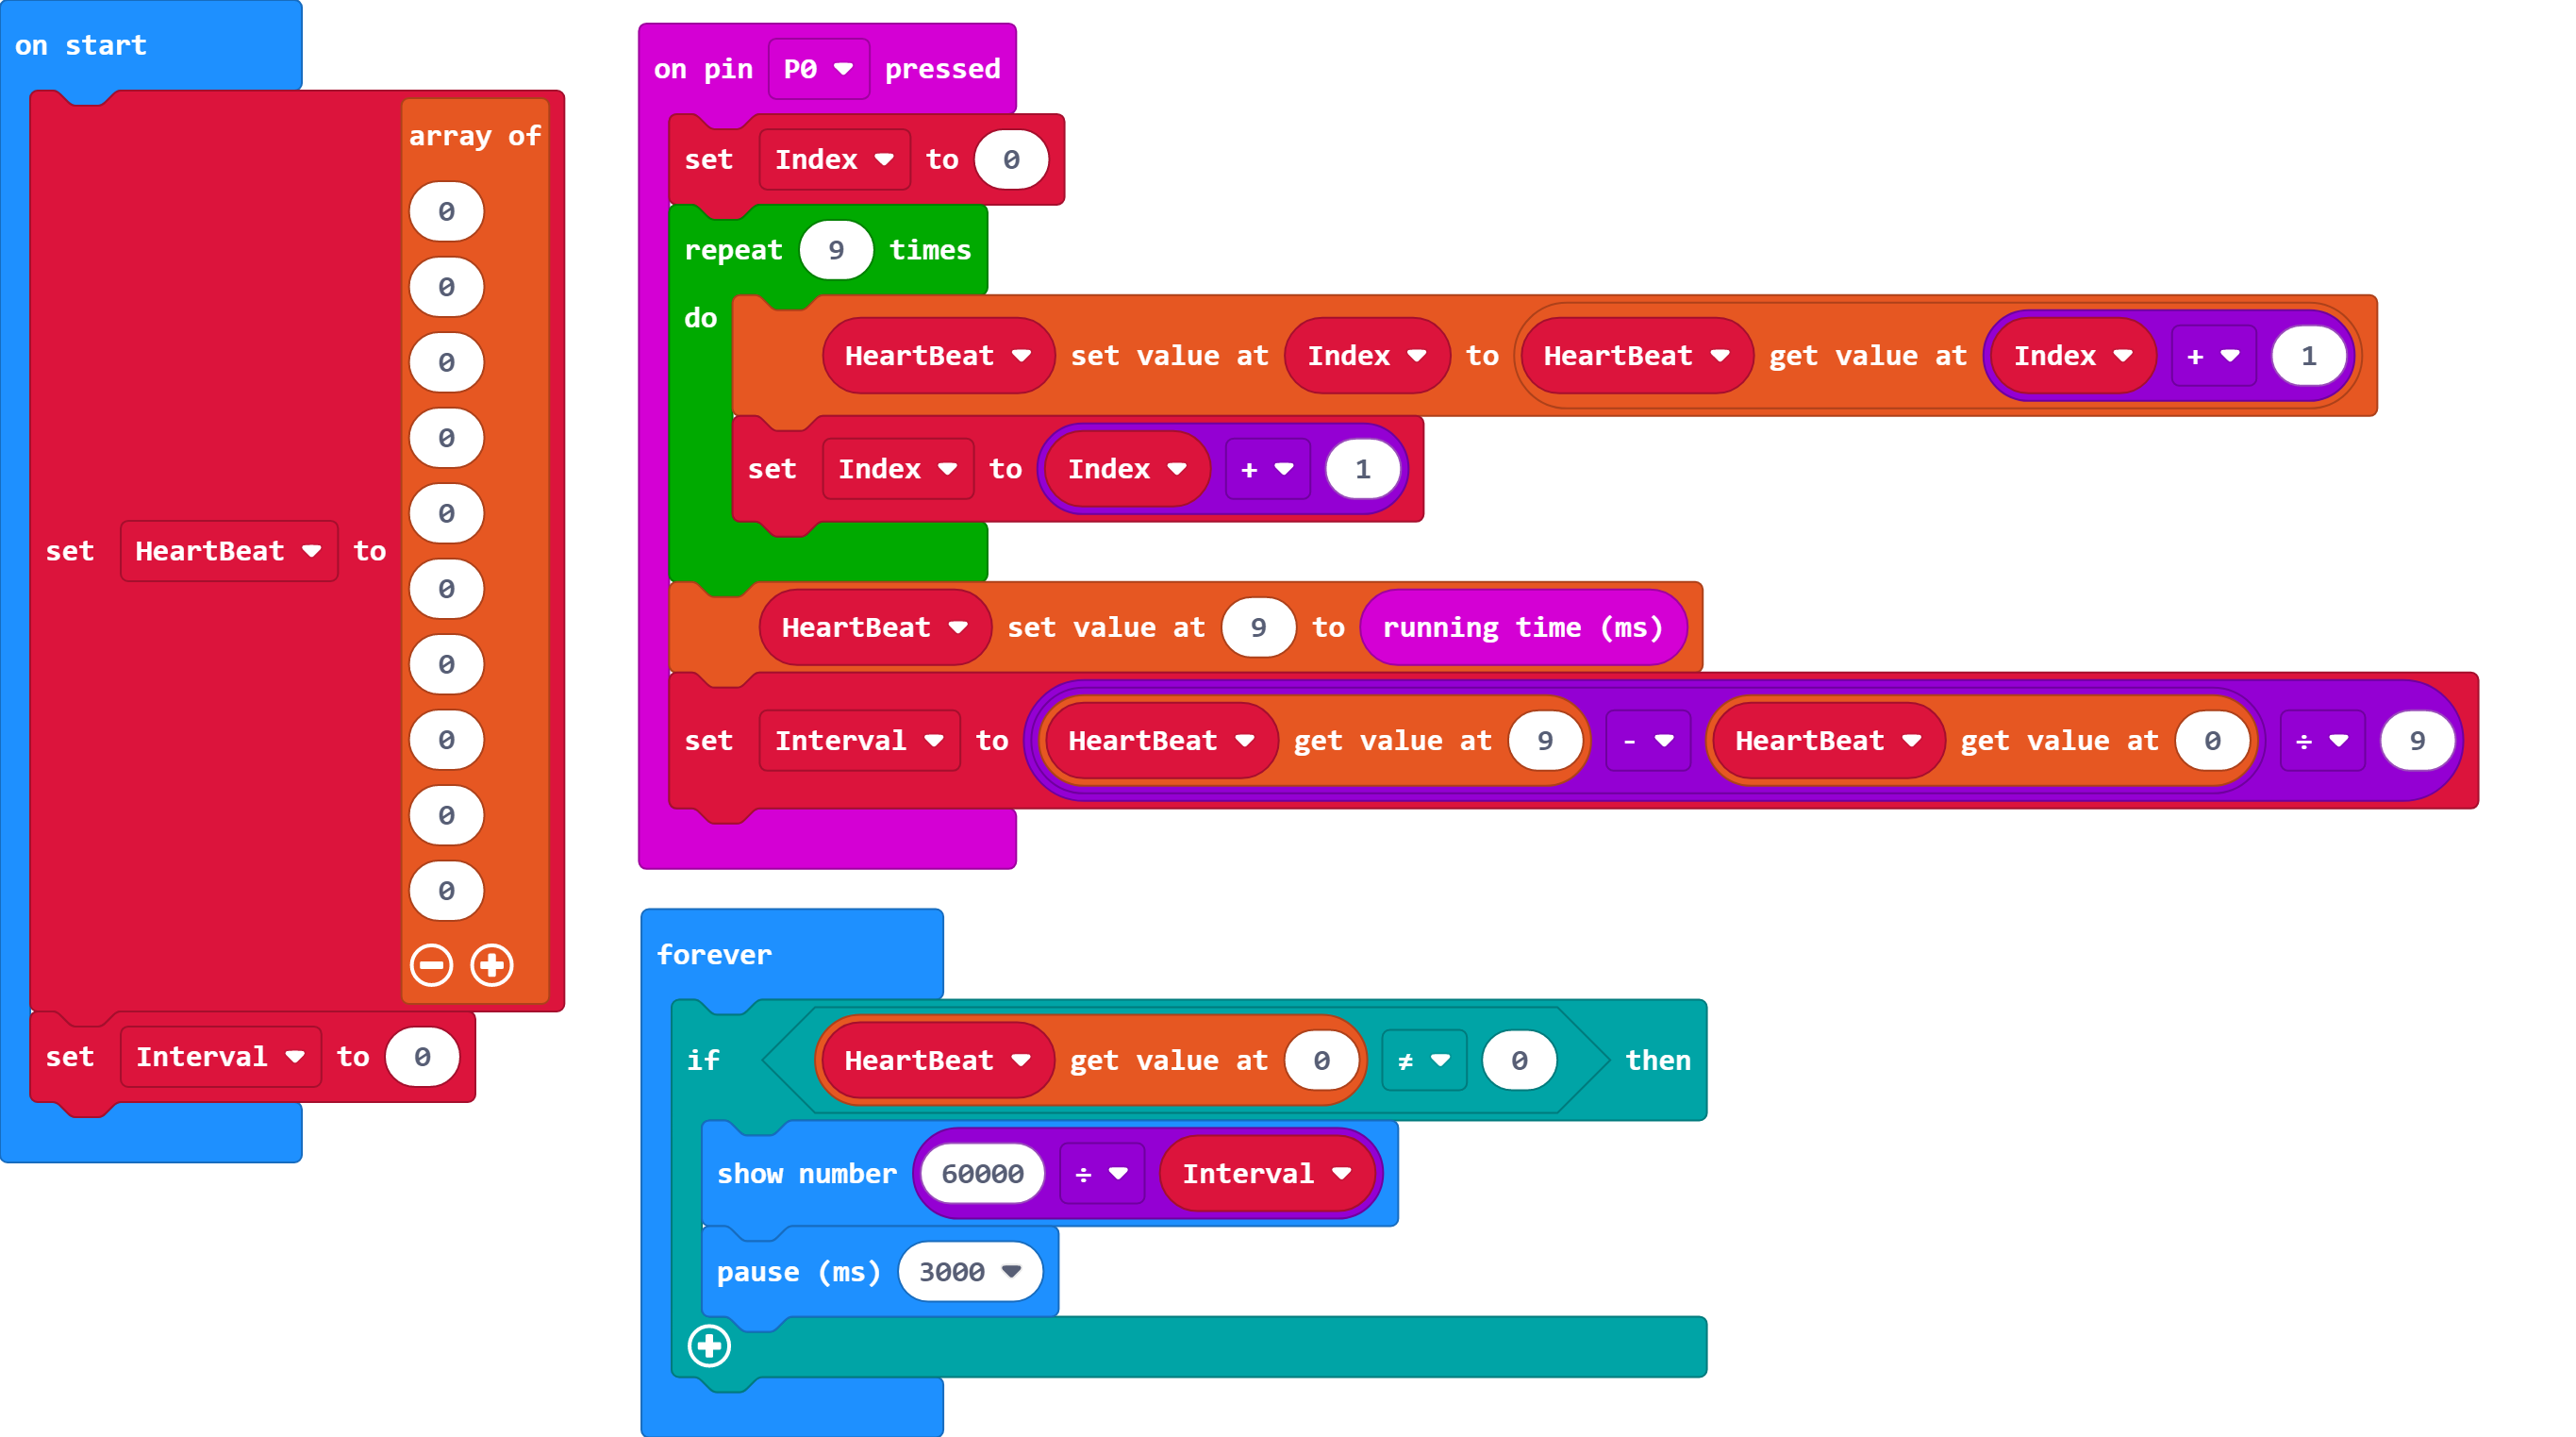 on start
array of
0
0
0
0
0
0
0
0
0
0
set HeartBeat to
set Interval to 0
on pin P0 pressed
set Index to 0
repeat 9 times
do
HeartBeat set value at Index to HeartBeat get value at Index + 1
set Index to Index + 1
HeartBeat set value at 9 to running time (ms)
set Interval to HeartBeat get value at 9 - HeartBeat get value at 0 ÷ 9
forever
if HeartBeat get value at 0 ≠ 0 then
show number 60000 ÷ Interval
pause (ms) 3000